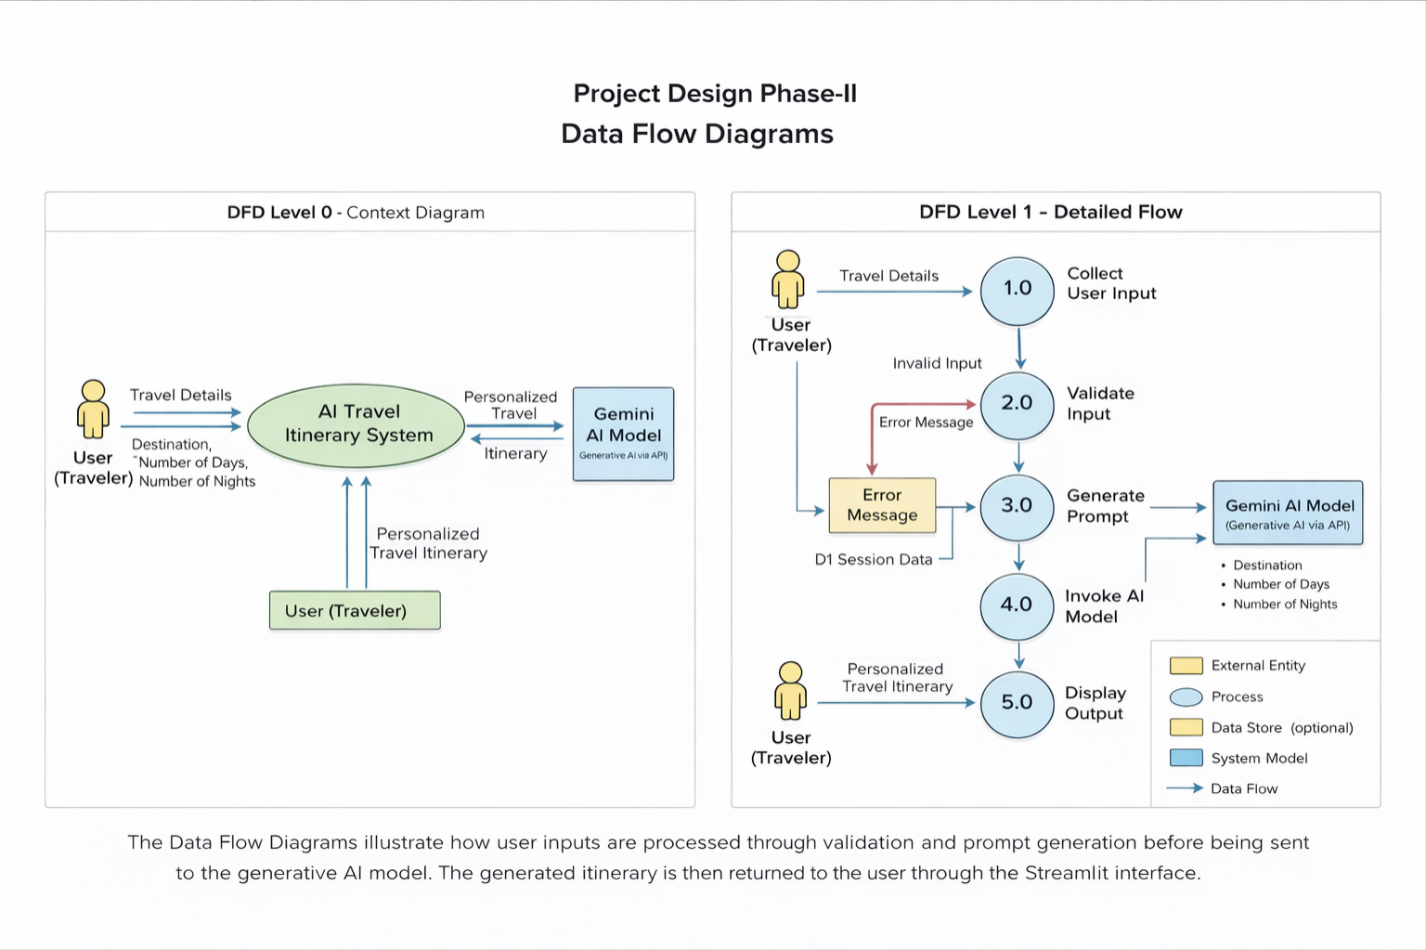 Project Design Phase-II
Data Flow Diagrams
DFD Level 0 - Context Diagram
Travel Details
Destination,
Number of Days,
Number of Nights
User
(Traveler)
AI Travel
Itinerary System
Personalized
Travel
Itinerary
Gemini
AI Model
Generative AI via API)
Personalized
Travel Itinerary
User (Traveler)
DFD Level 1 - Detailed Flow
User
(Traveler)
Travel Details
1.0
Collect
User Input
Invalid Input
2.0
Validate
Input
Error Message
Error
Message
3.0
Generate
Prompt
Gemini AI Model
(Generative AI via API)
• Destination
• Number of Days
• Number of Nights
D1 Session Data
4.0
Invoke AI
Model
User
(Traveler)
Personalized
Travel Itinerary
5.0
Display
Output
External Entity
Process
Data Store (optional)
System Model
Data Flow
The Data Flow Diagrams illustrate how user inputs are processed through validation and prompt generation before being sent
to the generative AI model. The generated itinerary is then returned to the user through the Streamlit interface.